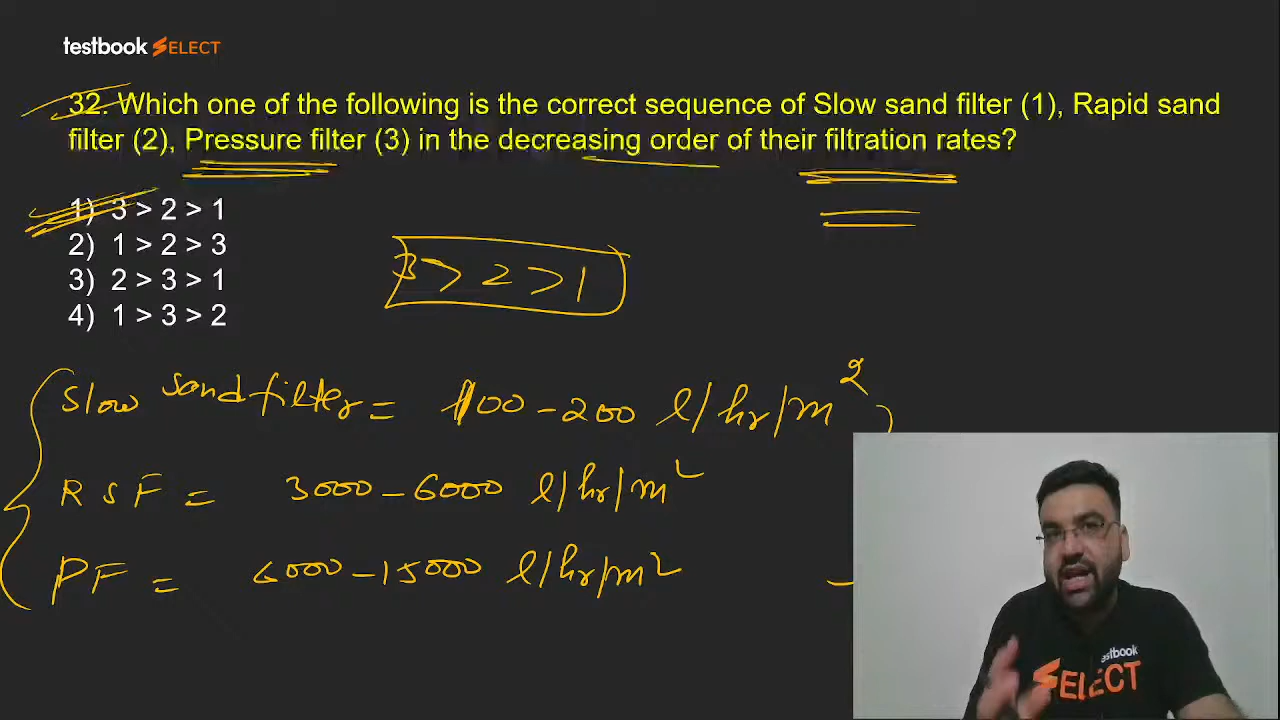 testbook SELECT
32. Which one of the following is the correct sequence of Slow sand filter (1), Rapid sand
filter (2), Pressure filter (3) in the decreasing order of their filtration rates?
1) 3 > 2 > 1
2) 1 > 2 > 3
3) 2 > 3 > 1
4) 1 > 3 > 2
3 > 2 > 1
Slow sand filter = 100 - 200 l/hr/m²
RSF = 3000 - 6000 l/hr/m²
PF = 6000 - 15000 l/hr/m²
testbook
SELECT